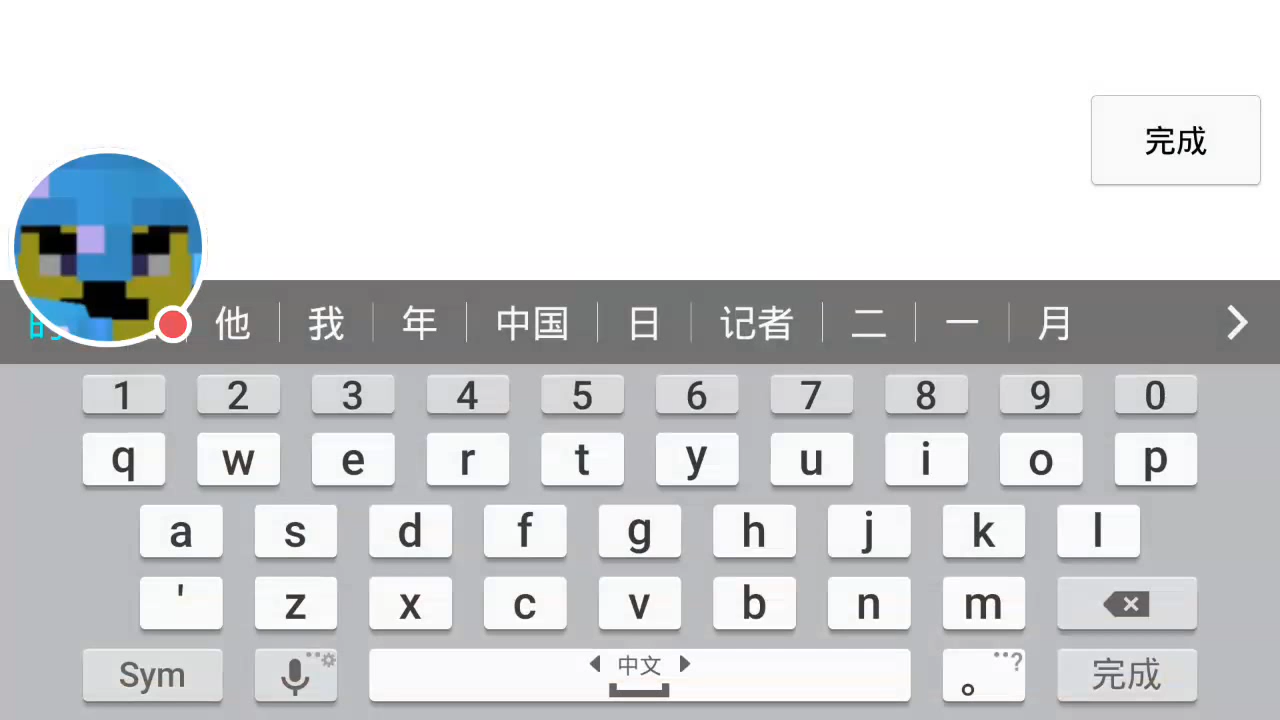 完成
他 我 年 中国 日 记者 二 一 月
1 2 3 4 5 6 7 8 9 0
q w e r t y u i o p
a s d f g h j k l
' z x c v b n m
Sym 中文 。 ? 完成